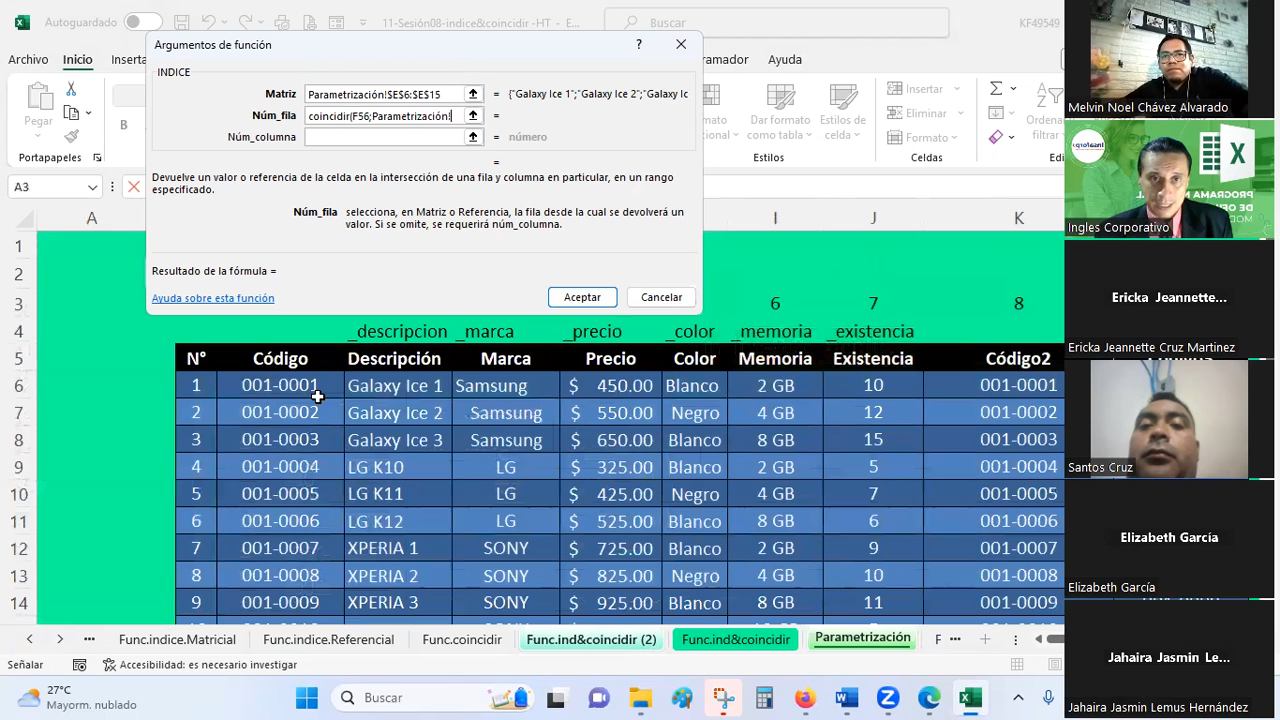 Autoguardado
11-Sesión08-indice&coincidir -HT - E...
Buscar
KF49549
Archivo Inicio Inserta Ayuda
Argumentos de función
?
INDICE
Matriz Parametrización!$E$6:$E$15 = {"Galaxy Ice 1";"Galaxy Ice 2";"Galaxy Ic
Núm_fila coincidir(F56;Parametrización! =
Núm_columna = número
=
Devuelve un valor o referencia de la celda en la intersección de una fila y columna en particular, en un rango
especificado.
Núm_fila selecciona, en Matriz o Referencia, la fila desde la cual se devolverá un
valor. Si se omite, se requerirá núm_columna.
Resultado de la fórmula =
Ayuda sobre esta función
Aceptar Cancelar
Pegar
Portapapeles
Dar formato
condicional
Dar formato
como tabla
Estilos de
celda
Estilos
Insertar
Eliminar
Formato
Celdas
A3
A I J K
1
2
3 6 7 8
4 _descripcion _marca _precio _color _memoria _existencia
5 N° Código Descripción Marca Precio Color Memoria Existencia Código2
6 1 001-0001 Galaxy Ice 1 Samsung $ 450.00 Blanco 2 GB 10 001-0001
7 2 001-0002 Galaxy Ice 2 Samsung $ 550.00 Negro 4 GB 12 001-0002
8 3 001-0003 Galaxy Ice 3 Samsung $ 650.00 Blanco 8 GB 15 001-0003
9 4 001-0004 LG K10 LG $ 325.00 Blanco 2 GB 5 001-0004
10 5 001-0005 LG K11 LG $ 425.00 Negro 4 GB 7 001-0005
11 6 001-0006 LG K12 LG $ 525.00 Blanco 8 GB 6 001-0006
12 7 001-0007 XPERIA 1 SONY $ 725.00 Blanco 2 GB 9 001-0007
13 8 001-0008 XPERIA 2 SONY $ 825.00 Negro 4 GB 10 001-0008
14 9 001-0009 XPERIA 3 SONY $ 925.00 Blanco 8 GB 11 001-0009
Func.indice.Matricial Func.indice.Referencial Func.coincidir Func.ind&coincidir (2) Func.ind&coincidir Parametrización F
Señalar Accesibilidad: es necesario investigar
27°C
Mayorm. nublado
Buscar
Melvin Noel Chávez Alvarado
Ingles Corporativo
Ericka Jeannette...
Ericka Jeannette Cruz Martinez
Santos Cruz
Elizabeth García
Elizabeth García
Jahaira Jasmin Le...
Jahaira Jasmin Lemus Hernández